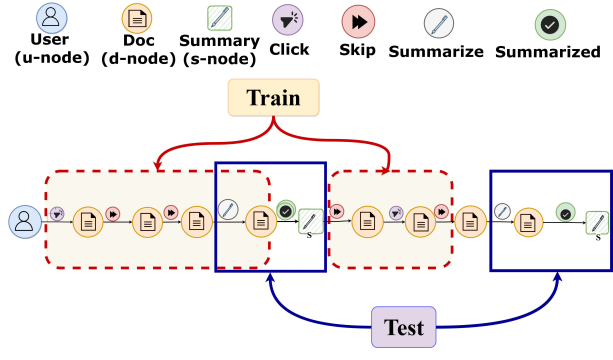 User
(u-node)
Doc
(d-node)
Summary
(s-node)
Click
Skip
Summarize
Summarized
Train
S
S
Test